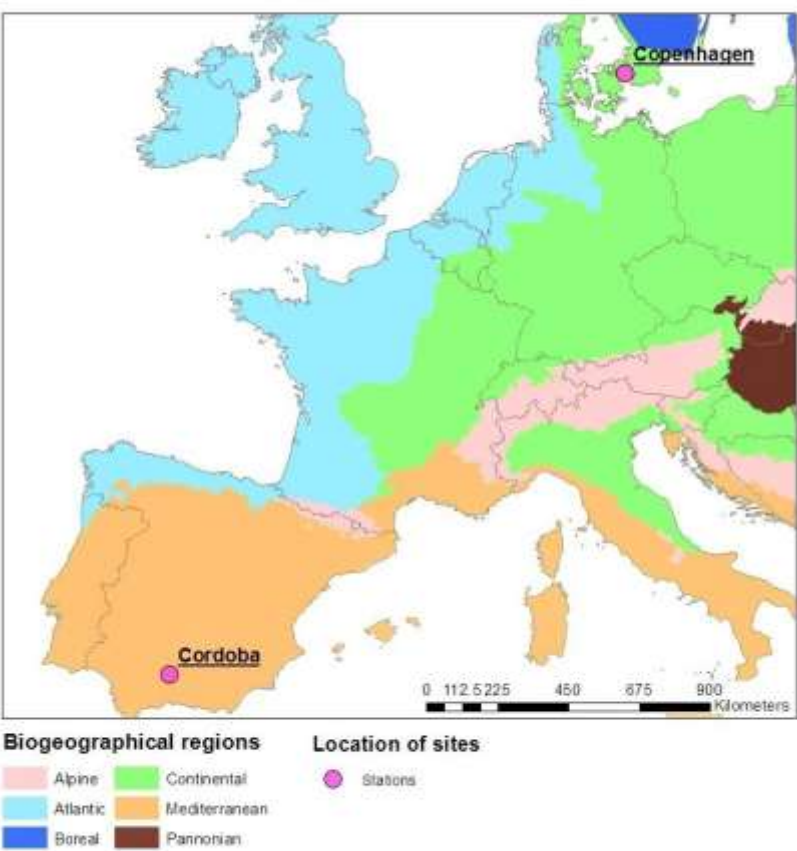 Copenhagen
Cordoba
0 112.5 225 450 675 900
Kilometers
Biogeographical regions
Location of sites
Alpine
Continental
Stations
Atlantic
Mediterranean
Boreal
Pannonian